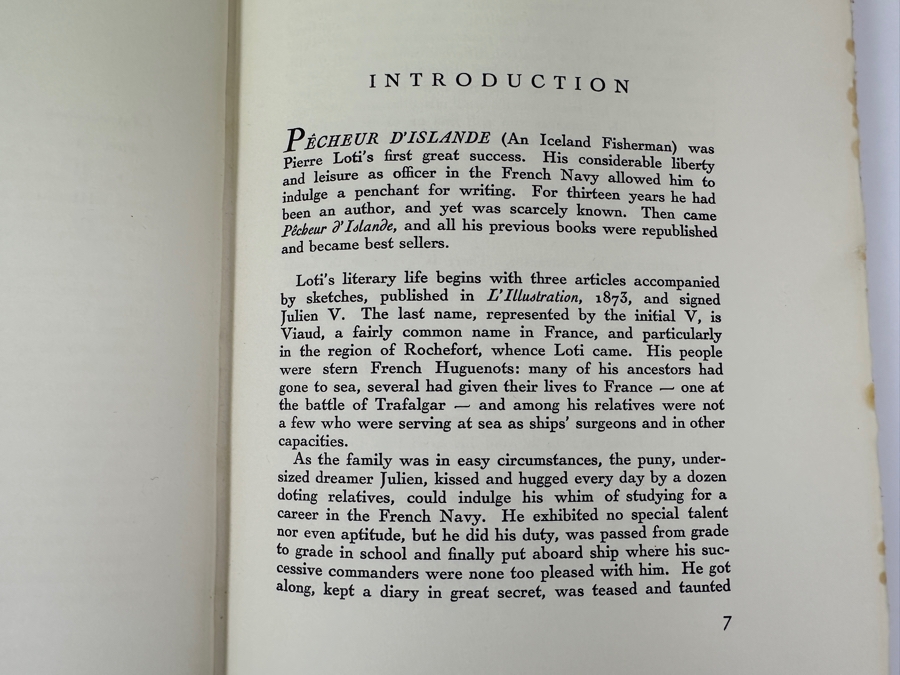 INTRODUCTION
PÊCHEUR D'ISLANDE (An Iceland Fisherman) was
Pierre Loti's first great success. His considerable liberty
and leisure as officer in the French Navy allowed him to
indulge a penchant for writing. For thirteen years he had
been an author, and yet was scarcely known. Then came
Pêcheur d'Islande, and all his previous books were republished
and became best sellers.
Loti's literary life begins with three articles accompanied
by sketches, published in L'Illustration, 1873, and signed
Julien V. The last name, represented by the initial V, is
Viaud, a fairly common name in France, and particularly
in the region of Rochefort, whence Loti came. His people
were stern French Huguenots: many of his ancestors had
gone to sea, several had given their lives to France — one at
the battle of Trafalgar — and among his relatives were not
a few who were serving at sea as ships' surgeons and in other
capacities.
As the family was in easy circumstances, the puny, under-
sized dreamer Julien, kissed and hugged every day by a dozen
doting relatives, could indulge his whim of studying for a
career in the French Navy. He exhibited no special talent
nor even aptitude, but he did his duty, was passed from grade
to grade in school and finally put aboard ship where his suc-
cessive commanders were none too pleased with him. He got
along, kept a diary in great secret, was teased and taunted
7